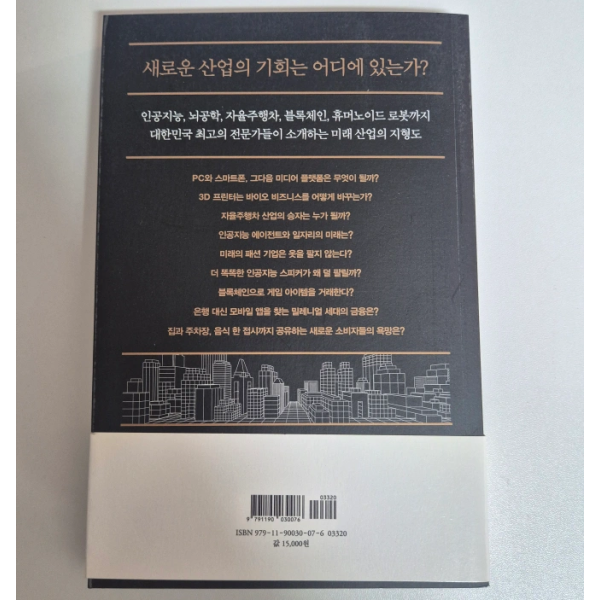 새로운 산업의 기회는 어디에 있는가?
인공지능, 뇌공학, 자율주행차, 블록체인, 휴머노이드 로봇까지
대한민국 최고의 전문가들이 소개하는 미래 산업의 지형도
PC와 스마트폰, 그다음 미디어 플랫폼은 무엇이 될까?
3D 프린터는 바이오 비즈니스를 어떻게 바꾸는가?
자율주행차 산업의 승자는 누가 될까?
인공지능 에이전트와 일자리의 미래는?
미래의 패션 기업은 옷을 팔지 않는다?
더 똑똑한 인공지능 스피커가 왜 덜 팔릴까?
블록체인으로 게임 아이템을 거래한다?
은행 대신 모바일 앱을 찾는 밀레니얼 세대의 금융은?
집과 주차장, 음식 한 접시까지 공유하는 새로운 소비자들의 욕망은?
03320
9 791190 030076
ISBN 979-11-90030-07-6 03320
값 15,000원